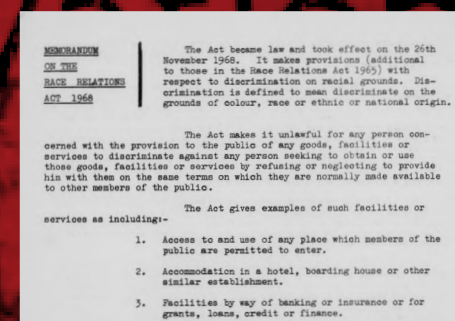 MEMORANDUM
ON THE
RACE RELATIONS
ACT 1968
The Act became law and took effect on the 26th
November 1968. It makes provisions (additional
to those in the Race Relations Act 1965) with
respect to discrimination on racial grounds. Dis-
crimination is defined to mean discriminate on the
grounds of colour, race or ethnic or national origin.
The Act makes it unlawful for any person con-
cerned with the provision to the public of any goods, facilities or
services to discriminate against any person seeking to obtain or use
those goods, facilities or services by refusing or neglecting to provide
him with them on the same terms on which they are normally made available
to other members of the public.
The Act gives examples of such facilities or
services as including:-
1. Access to and use of any place which members of the
public are permitted to enter.
2. Accommodation in a hotel, boarding house or other
similar establishment.
3. Facilities by way of banking or insurance or for
grants, loans, credit or finance.